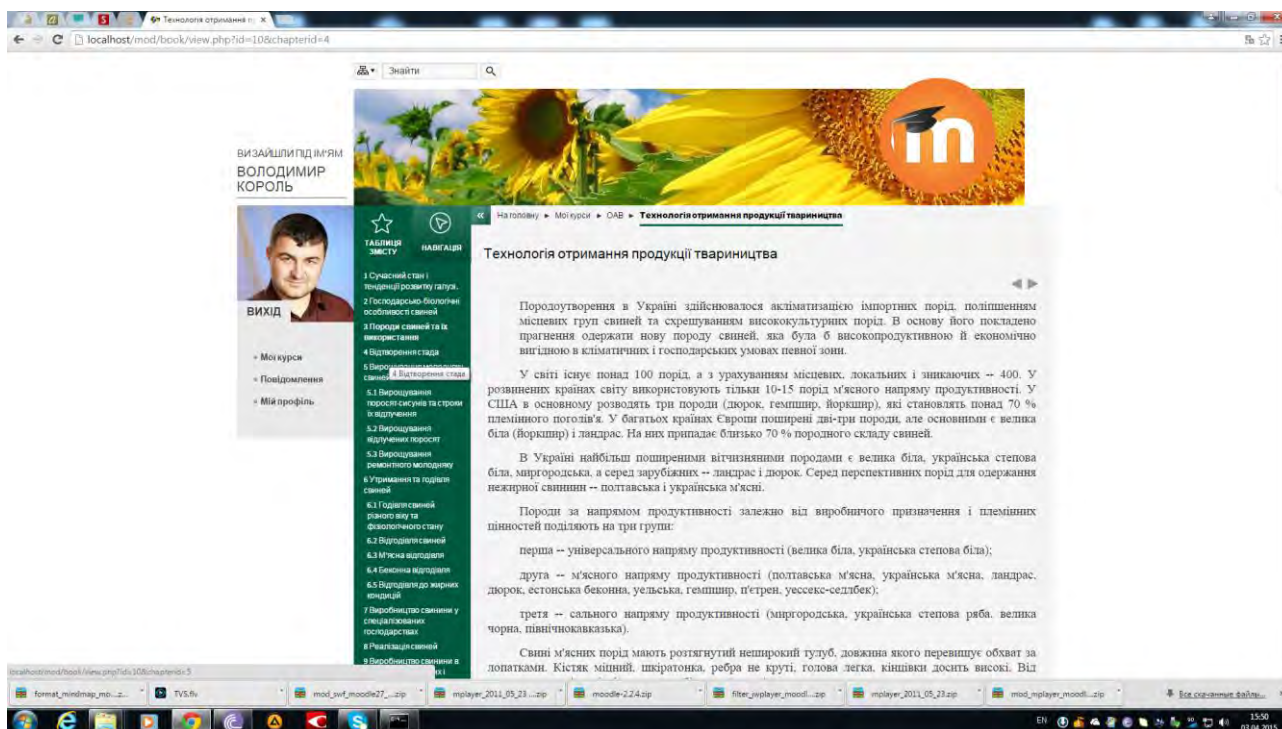 Технологія отримання п
localhost/mod/book/view.php?id=10&chapterid=4
Знайти
ВИ ЗАЙШЛИ ПІД ІМ'ЯМ
ВОЛОДИМИР
КОРОЛЬ
ВИХІД
Мої курси
Повідомлення
Мій профіль
ТАБЛИЦЯ
ЗМІСТУ
НАВІГАЦІЯ
1 Сучасний стан і
тенденції розвитку галузі.
2 Господарсько-біологічні
особливості свиней
3 Породи свиней та їх
використання
4 Відтворення стада
5 Вирощування молодняку
свиней
4 Відтворення стада
5.1 Вирощування
поросят-сисунів та строки
їх відлучення
5.2 Вирощування
відлучених поросят
5.3 Вирощування
ремонтного молодняку
6 Утримання та годівля
свиней
6.1 Годівля свиней
різного віку та
фізіологічного стану
6.2 Відгодівля свиней
6.3 М'ясна відгодівля
6.4 Беконна відгодівля
6.5 Відгодівля до жирних
кондицій
7 Виробництво свинини у
спеціалізованих
господарствах
8 Реалізація свиней
9 Виробництво свинини в
На головну ► Мої курси ► ОАВ ► Технологія отримання продукції тваринництва
Технологія отримання продукції тваринництва
Породоутворення в Україні здійснювалося акліматизацією імпортних порід, поліпшенням
місцевих груп свиней та схрещуванням висококультурних порід. В основу його покладено
прагнення одержати нову породу свиней, яка була б високопродуктивною й економічно
вигідною в кліматичних і господарських умовах певної зони.
У світі існує понад 100 порід, а з урахуванням місцевих, локальних і зникаючих -- 400. У
розвинених країнах світу використовують тільки 10-15 порід м'ясного напряму продуктивності. У
США в основному розводять три породи (дюрок, гемпшир, йоркшир), які становлять понад 70 %
племінного поголів'я. У багатьох країнах Європи поширені дві-три породи, але основними є велика
біла (йоркшир) і ландрас. На них припадає близько 70 % породного складу свиней.
В Україні найбільш поширеними вітчизняними породами є велика біла, українська степова
біла, миргородська, а серед зарубіжних -- ландрас і дюрок. Серед перспективних порід для одержання
нежирної свинини -- полтавська і українська м'ясні.
Породи за напрямом продуктивності залежно від виробничого призначення і племінних
цінностей поділяють на три групи:
перша -- універсального напряму продуктивності (велика біла, українська степова біла);
друга -- м'ясного напряму продуктивності (полтавська м'ясна, українська м'ясна, ландрас,
дюрок, естонська беконна, уельська, гемпшир, п'єтрен, уессекс-седлбек);
третя -- сального напряму продуктивності (миргородська, українська степова ряба, велика
чорна, північнокавказька).
Свині м'ясних порід мають розтягнутий неширокий тулуб, довжина якого перевищує обхват за
лопатками. Кістяк міцний, шкіра тонка, ребра не круті, голова легка, кінцівки досить високі. Від
localhost/mod/book/view.php?id=10&chapterid=5
format_mindmap_mo...z...
TVS.flv
mod_swf_moodle27_...zip
mplayer_2011_05_23 ....zip
moodle-2.2.4.zip
filter_jwplayer_mood...zip
mplayer_2011_05_23.zip
mod_mplayer_moodl...zip
Все скачанные файлы...
EN
15:50
03.04.2015